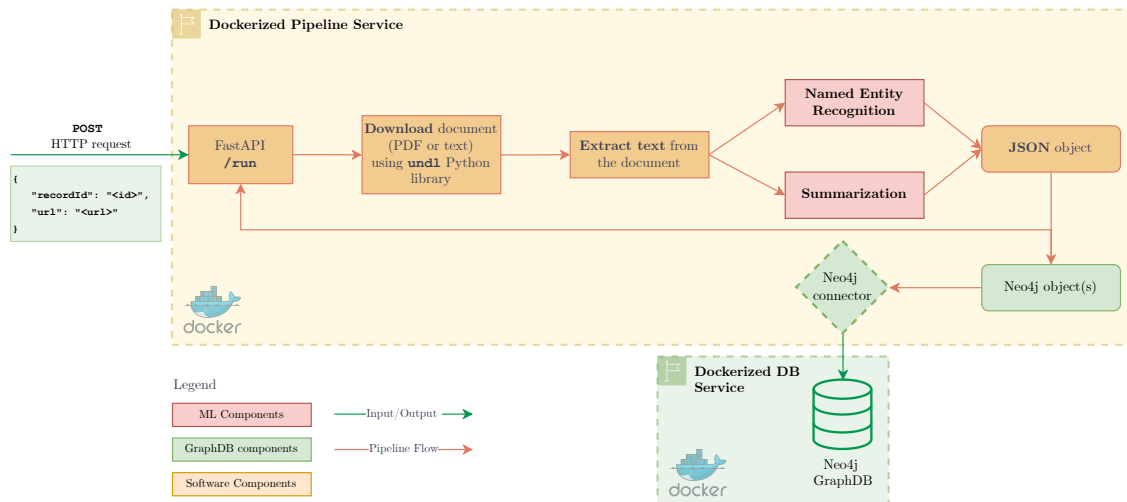 Dockerized Pipeline Service
POST
HTTP request
{
"recordId": "<id>",
"url": "<url>"
}
FastAPI
/run
Download document
(PDF or text)
using undl Python
library
Extract text from
the document
Named Entity
Recognition
Summarization
JSON object
Neo4j object(s)
Neo4j
connector
docker
Dockerized DB
Service
Neo4j
GraphDB
docker
Legend
ML Components
Input/Output
GraphDB components
Pipeline Flow
Software Components